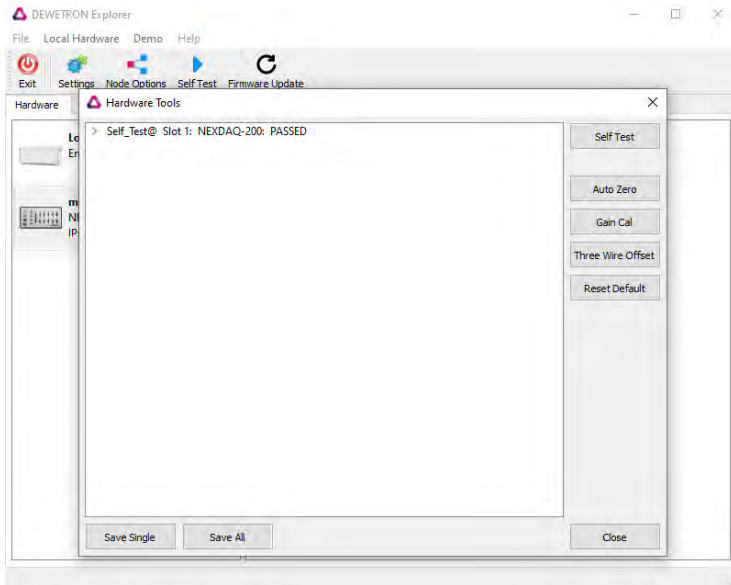 DEWETRON Explorer
File Local Hardware Demo Help
Exit Settings Node Options Self Test Firmware Update
Hardware
Hardware Tools
> Self_Test@ Slot 1: NEXDAQ-200: PASSED
Self Test
Auto Zero
Gain Cal
Three Wire Offset
Reset Default
Save Single Save All Close